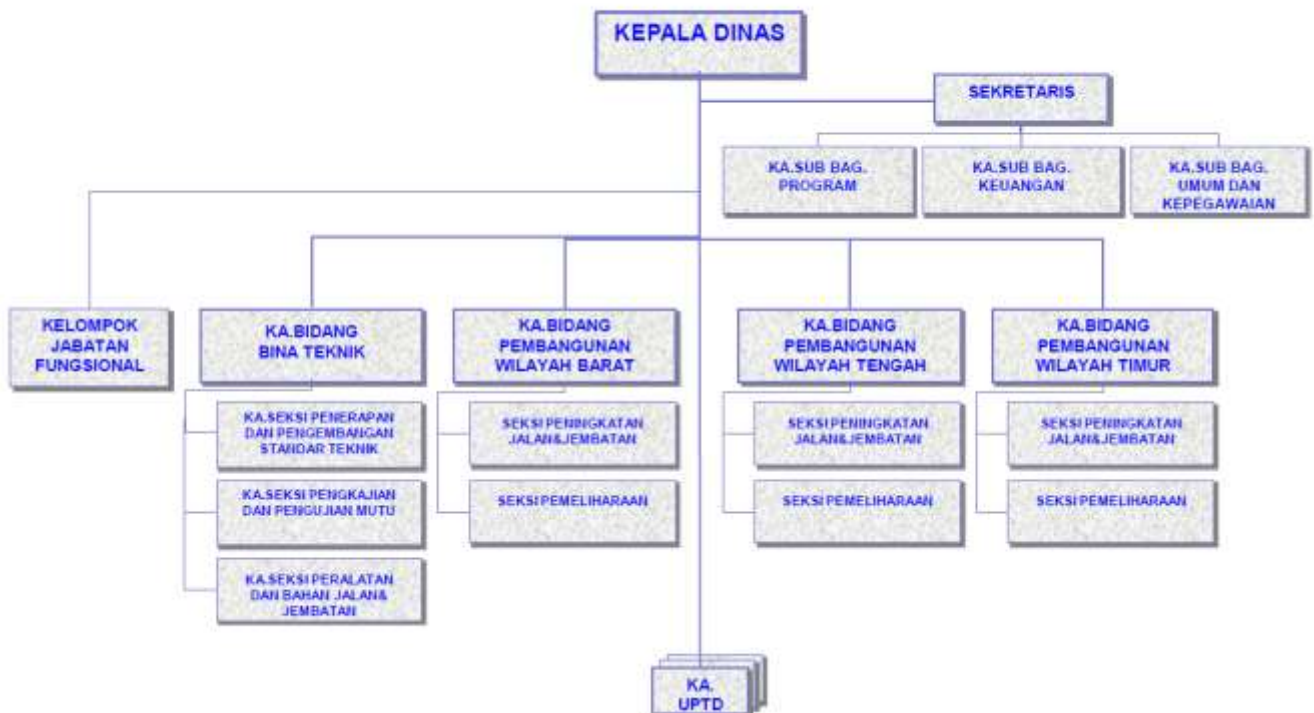 KEPALA DINAS
SEKRETARIS
KA.SUB BAG.
PROGRAM
KA.SUB BAG.
KEUANGAN
KA.SUB BAG.
UMUM DAN
KEPEGAWAIAN
KELOMPOK
JABATAN
FUNGSIONAL
KA.BIDANG
BINA TEKNIK
KA.BIDANG
PEMBANGUNAN
WILAYAH BARAT
KA.BIDANG
PEMBANGUNAN
WILAYAH TENGAH
KA.BIDANG
PEMBANGUNAN
WILAYAH TIMUR
KA.SEKSI PENERAPAN
DAN PENGEMBANGAN
STANDAR TEKNIK
KA.SEKSI PENGKAJIAN
DAN PENGUJIAN MUTU
KA.SEKSI PERALATAN
DAN BAHAN JALAN&
JEMBATAN
SEKSI PENINGKATAN
JALAN&JEMBATAN
SEKSI PEMELIHARAAN
SEKSI PENINGKATAN
JALAN&JEMBATAN
SEKSI PEMELIHARAAN
SEKSI PENINGKATAN
JALAN&JEMBATAN
SEKSI PEMELIHARAAN
KA.
UPTD